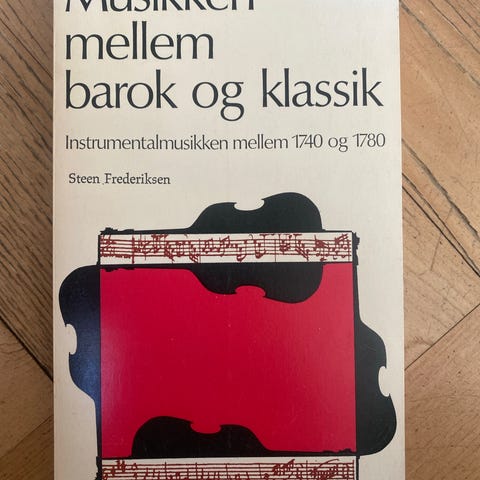 Musikken
mellem
barok og klassik
Instrumentalmusikken mellem 1740 og 1780
Steen Frederiksen